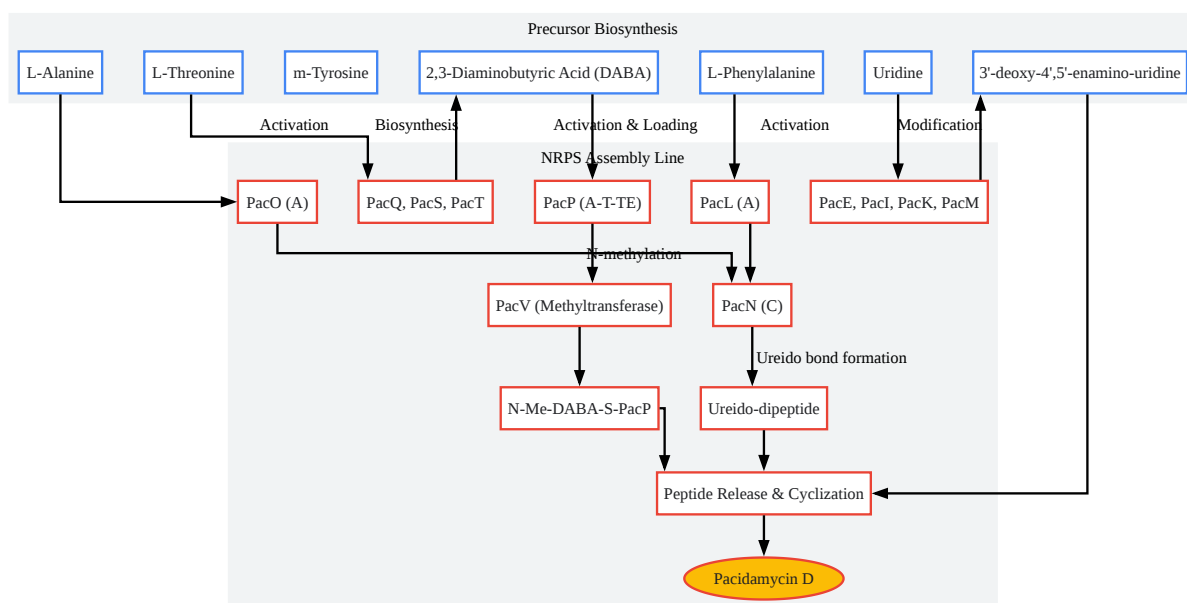 Precursor Biosynthesis
L-Alanine
L-Threonine
m-Tyrosine
2,3-Diaminobutyric Acid (DABA)
L-Phenylalanine
Uridine
3'-deoxy-4',5'-enamino-uridine
Activation
Biosynthesis
Activation & Loading
Activation
Modification
NRPS Assembly Line
PacO (A)
PacQ, PacS, PacT
PacP (A-T-TE)
PacL (A)
PacE, PacI, PacK, PacM
N-methylation
PacV (Methyltransferase)
PacN (C)
Ureido bond formation
N-Me-DABA-S-PacP
Ureido-dipeptide
Peptide Release & Cyclization
Pacidamycin D